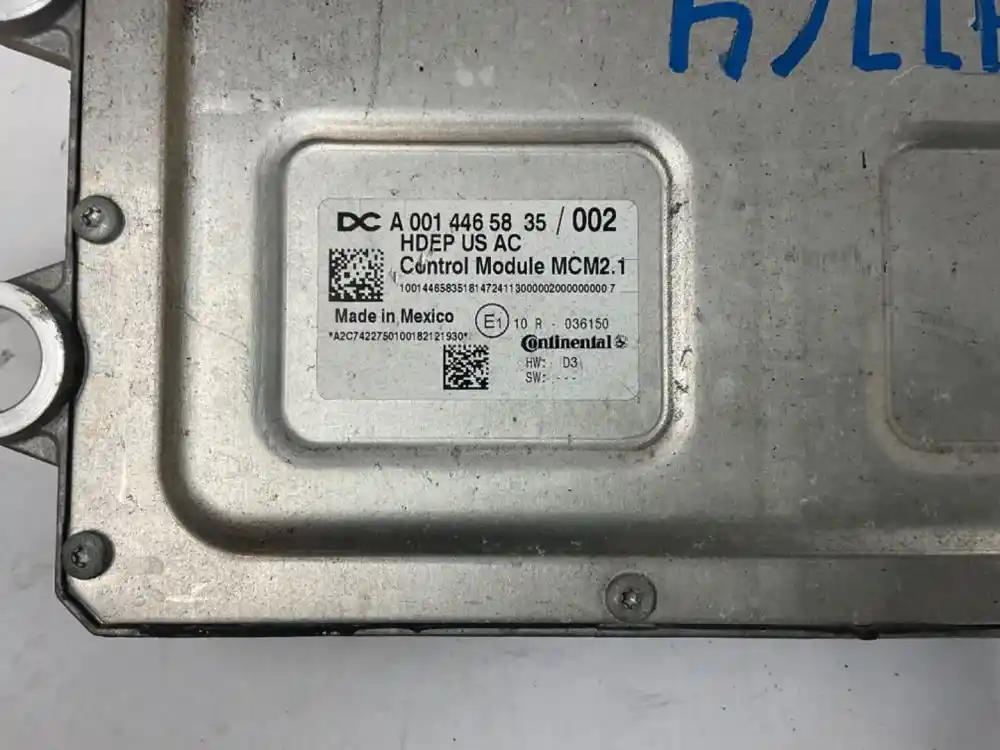 DC A 001 446 58 35 / 002
HDEP US AC
Control Module MCM2.1
10014465835181472411300000200000000 7
Made in Mexico
E1 10 R - 036150
*A2C7422750100182121930*
Continental
HW: D3
SW: ---